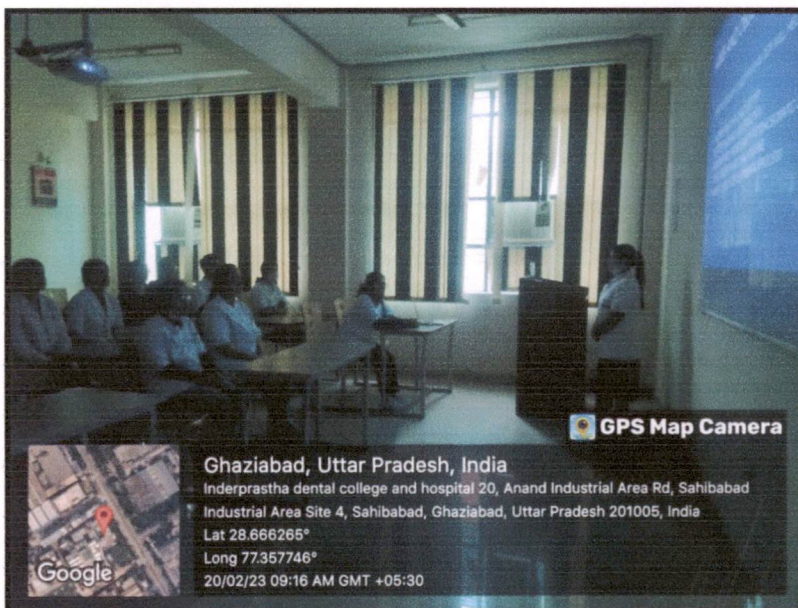 GPS Map Camera
Ghaziabad, Uttar Pradesh, India
Inderprastha dental college and hospital 20, Anand Industrial Area Rd, Sahibabad
Industrial Area Site 4, Sahibabad, Ghaziabad, Uttar Pradesh 201005, India
Lat 28.666265°
Long 77.357746°
20/02/23 09:16 AM GMT +05:30
Google